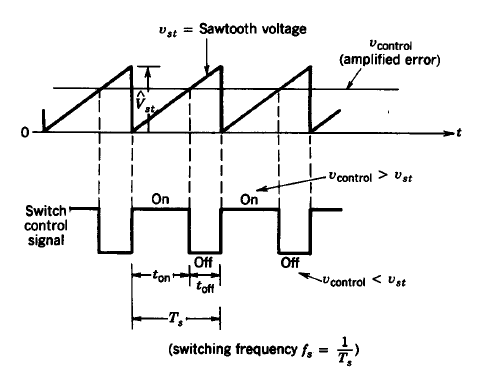 v_st = Sawtooth voltage
v_control
(amplified error)
V̂_st
0
t
v_control > v_st
On On
Switch
control
signal
Off Off
v_control < v_st
t_on
t_off
T_s
(switching frequency f_s = 1/T_s)